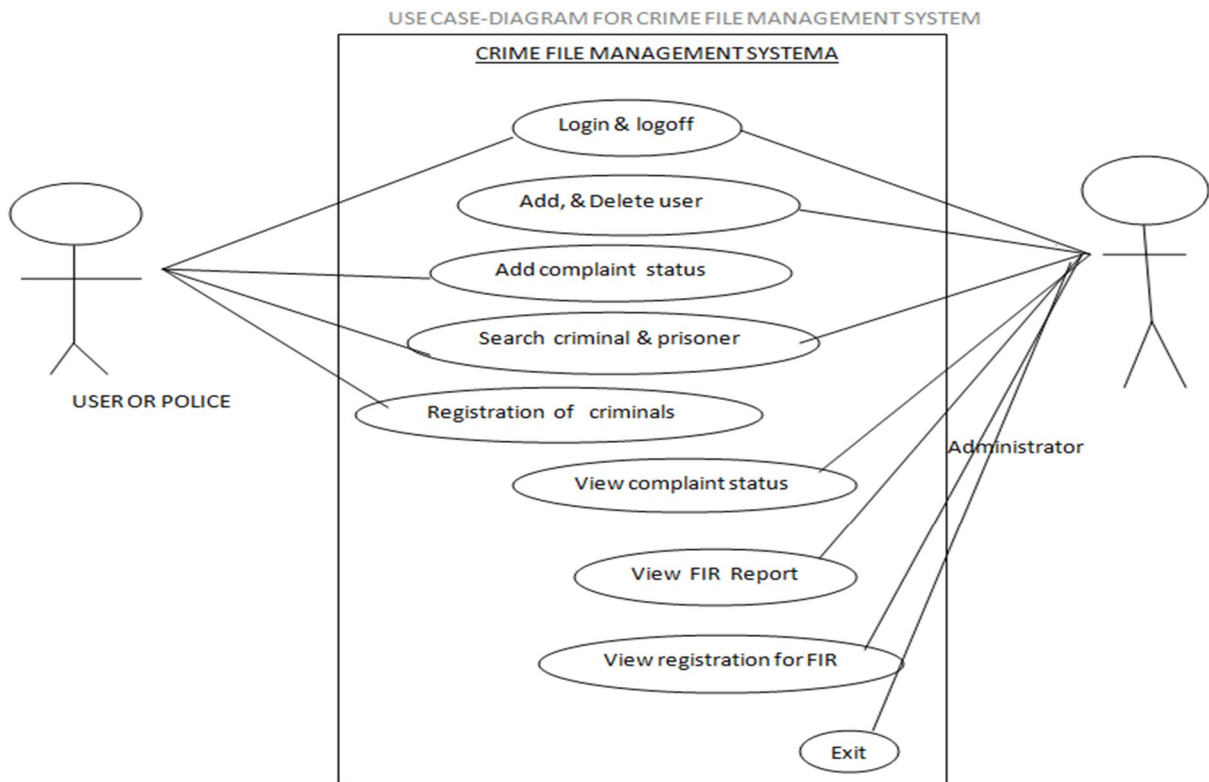 USE CASE-DIAGRAM FOR CRIME FILE MANAGEMENT SYSTEM
CRIME FILE MANAGEMENT SYSTEMA
Login & logoff
Add, & Delete user
Add complaint status
Search criminal & prisoner
USER OR POLICE
Registration of criminals
Administrator
View complaint status
View FIR Report
View registration for FIR
Exit